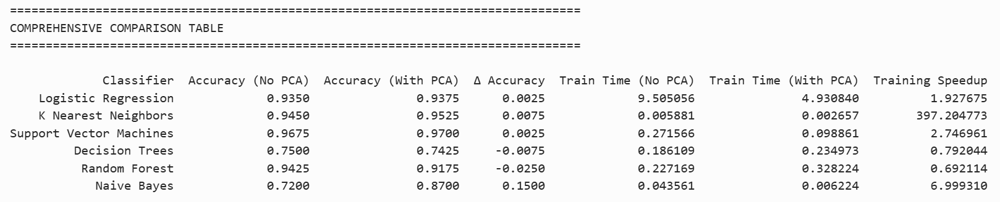 ================================================================================
COMPREHENSIVE COMPARISON TABLE
================================================================================
Classifier Accuracy (No PCA) Accuracy (With PCA) Δ Accuracy Train Time (No PCA) Train Time (With PCA) Training Speedup
Logistic Regression 0.9350 0.9375 0.0025 9.505056 4.930840 1.927675
K Nearest Neighbors 0.9450 0.9525 0.0075 0.005881 0.002657 397.204773
Support Vector Machines 0.9675 0.9700 0.0025 0.271566 0.098861 2.746961
Decision Trees 0.7500 0.7425 -0.0075 0.186109 0.234973 0.792044
Random Forest 0.9425 0.9175 -0.0250 0.227169 0.328224 0.692114
Naive Bayes 0.7200 0.8700 0.1500 0.043561 0.006224 6.999310